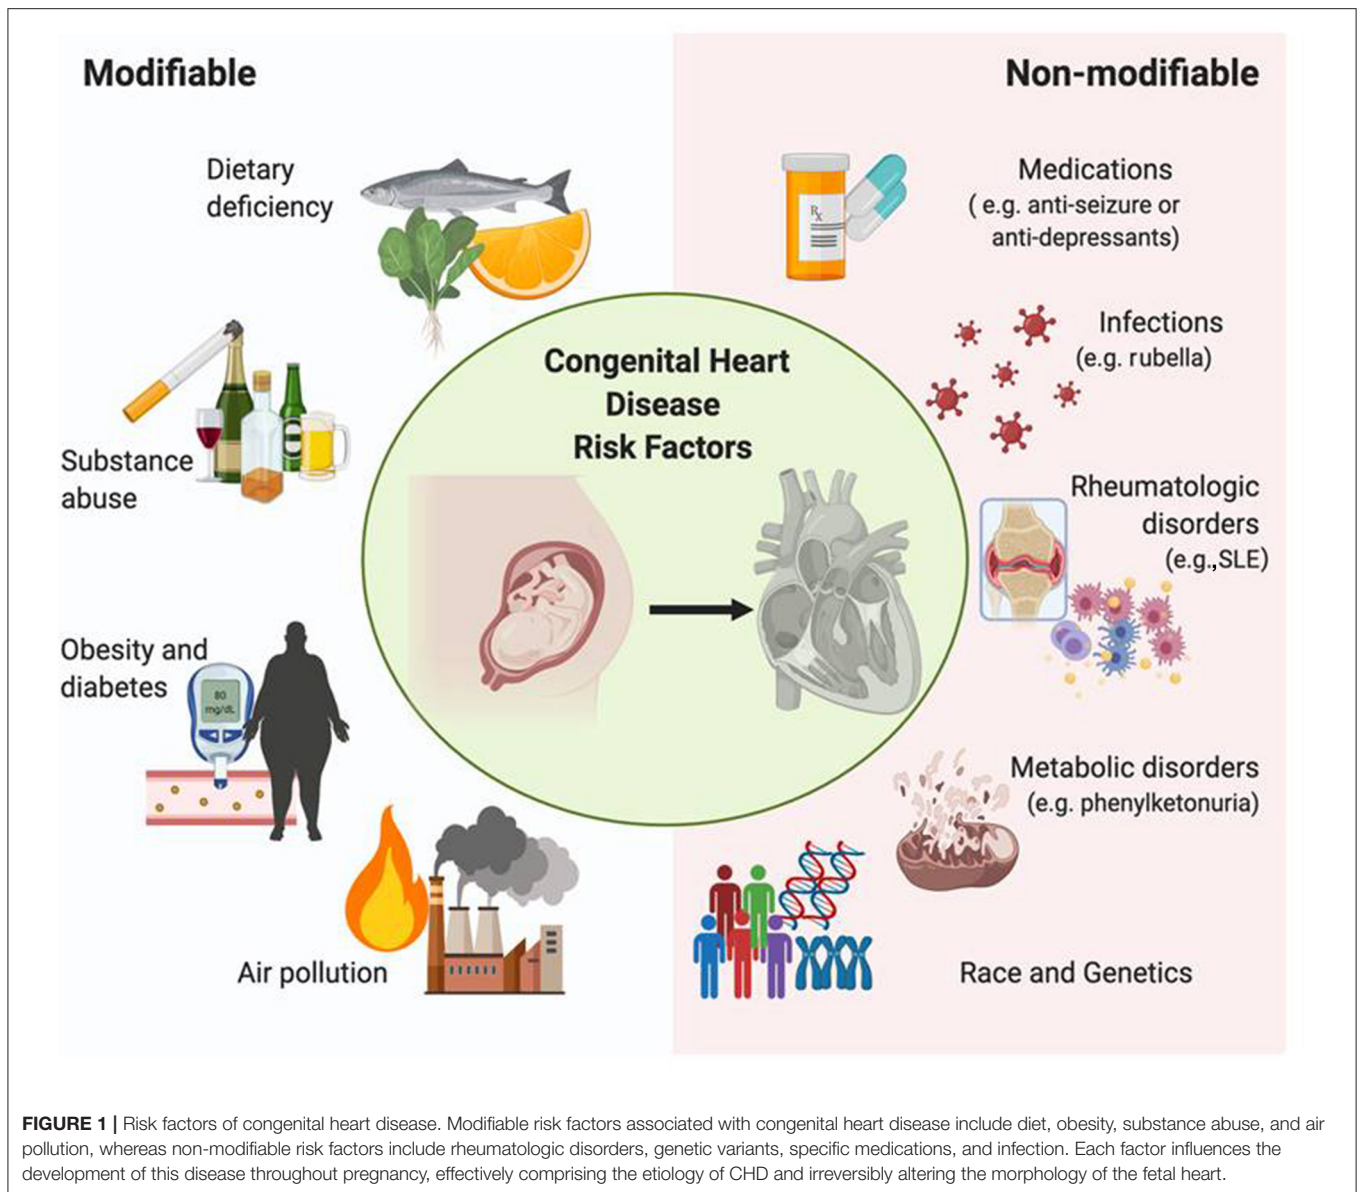 Modifiable
Non-modifiable
Dietary
deficiency
Medications
( e.g. anti-seizure or
anti-depressants)
Rx
Infections
(e.g. rubella)
Congenital Heart
Disease
Risk Factors
Substance
abuse
Rheumatologic
disorders
(e.g.,SLE)
Obesity and
diabetes
80
mg/dL
Metabolic disorders
(e.g. phenylketonuria)
Air pollution
Race and Genetics
FIGURE 1 | Risk factors of congenital heart disease. Modifiable risk factors associated with congenital heart disease include diet, obesity, substance abuse, and air
pollution, whereas non-modifiable risk factors include rheumatologic disorders, genetic variants, specific medications, and infection. Each factor influences the
development of this disease throughout pregnancy, effectively comprising the etiology of CHD and irreversibly altering the morphology of the fetal heart.